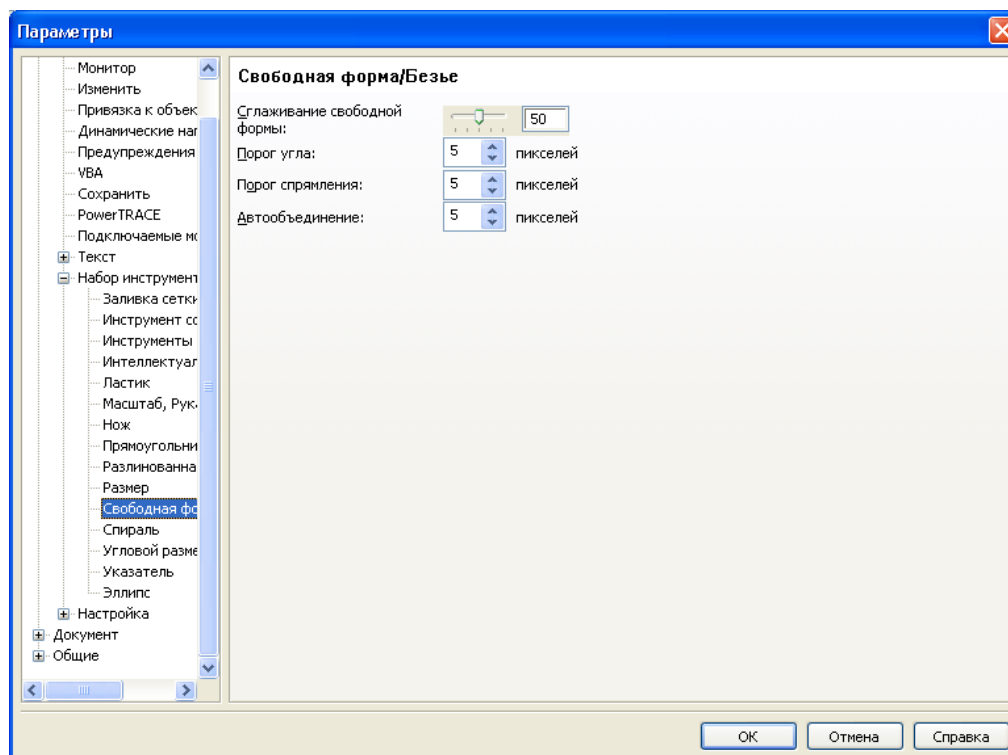 Параметры
Монитор
Изменить
Привязка к объек
Динамические наг
Предупреждения
VBA
Сохранить
PowerTRACE
Подключаемые мо
Текст
Набор инструмент
Заливка сетки
Инструмент со
Инструменты
Интеллектуал
Ластик
Масштаб, Рук
Нож
Прямоугольни
Разлинованна
Размер
Свободная фо
Спираль
Угловой разме
Указатель
Эллипс
Настройка
Документ
Общие
Свободная форма/Безье
Сглаживание свободной
формы: 50
Порог угла: 5 пикселей
Порог спрямления: 5 пикселей
Автообъединение: 5 пикселей
ОК Отмена Справка